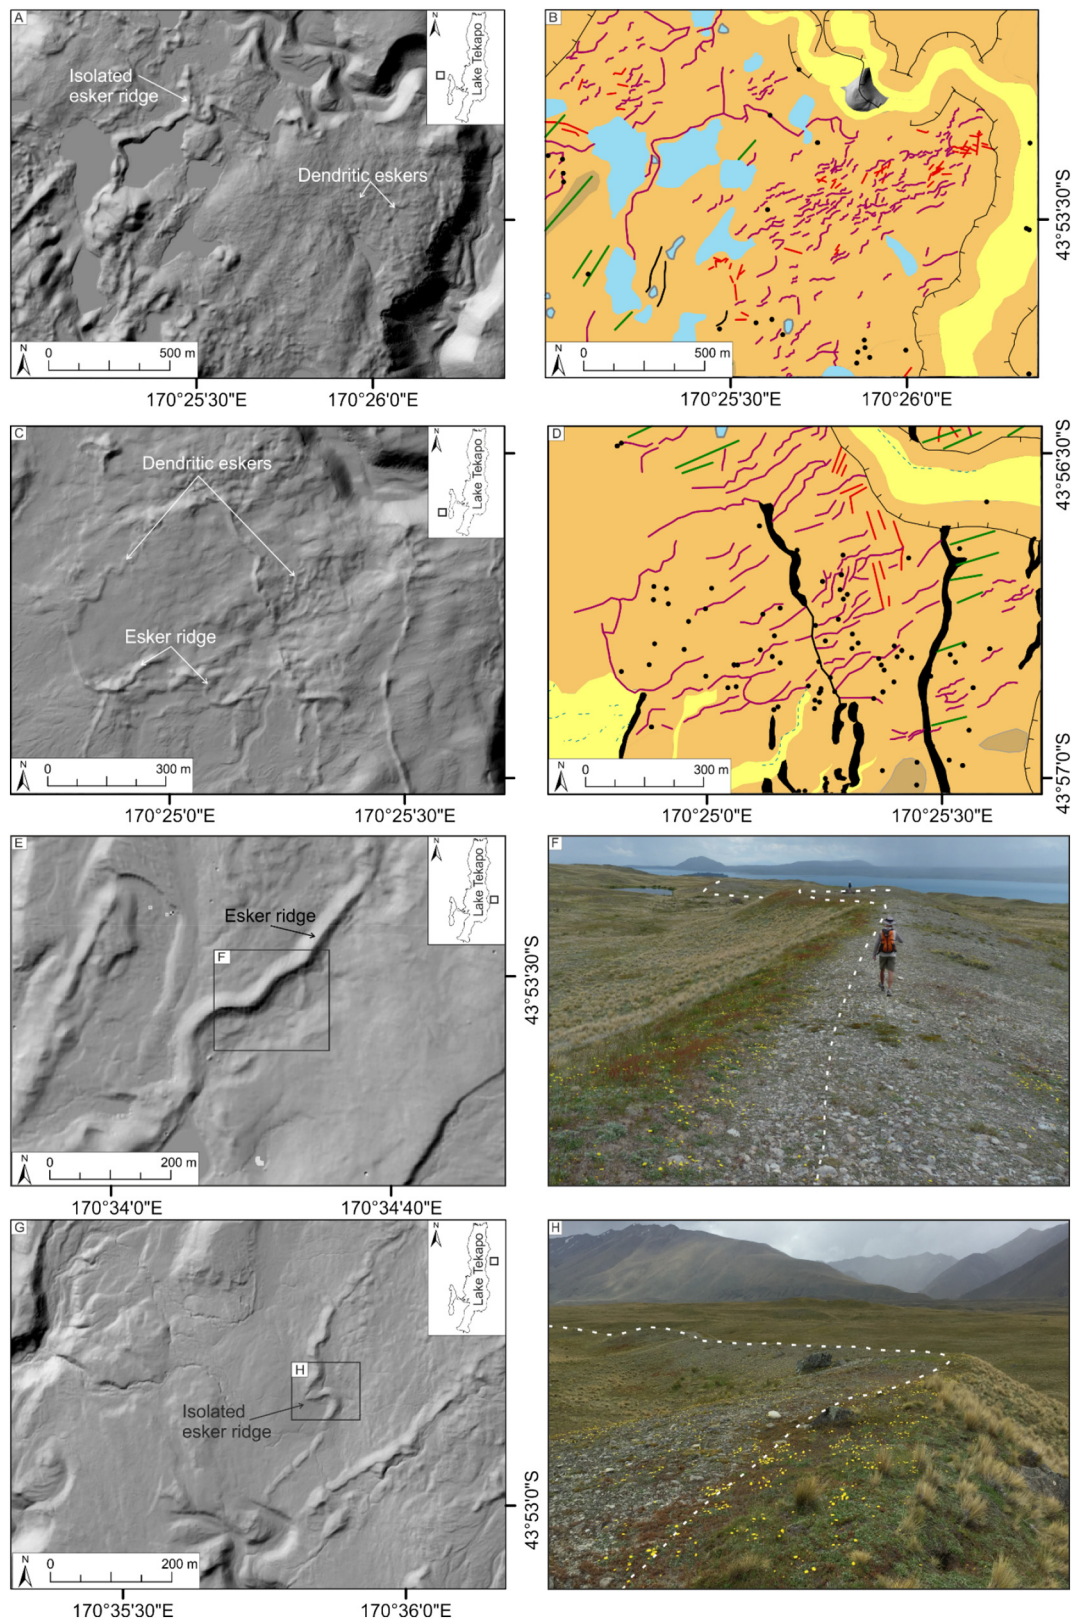 A
Isolated
esker ridge
Dendritic eskers
N
Lake Tekapo
N
0
500 m
170°25'30"E
170°26'0"E
B
N
0
500 m
43°53'30"S
170°25'30"E
170°26'0"E
C
Dendritic eskers
Esker ridge
N
Lake Tekapo
N
0
300 m
170°25'0"E
170°25'30"E
D
43°56'30"S
43°57'0"S
N
0
300 m
170°25'0"E
170°25'30"E
E
Esker ridge
F
N
Lake Tekapo
43°53'30"S
N
0
200 m
170°34'0"E
170°34'40"E
F
G
N
Lake Tekapo
H
Isolated
esker ridge
43°53'0"S
N
0
200 m
170°35'30"E
170°36'0"E
H